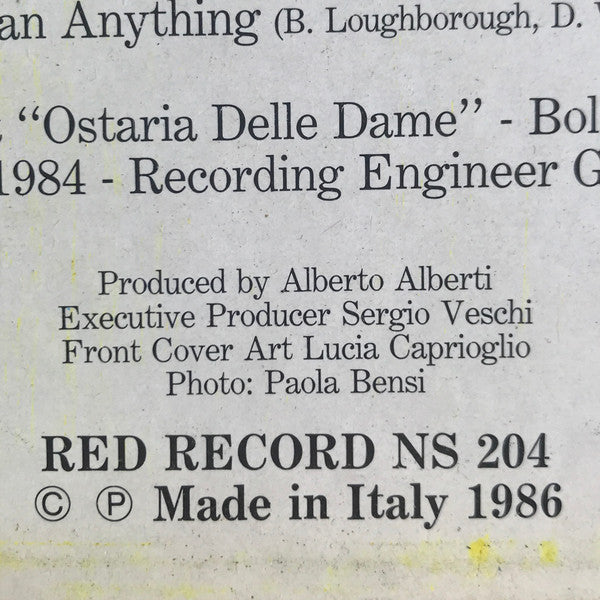 an Anything (B. Loughborough, D.
"Ostaria Delle Dame" - Bol
1984 - Recording Engineer G
Produced by Alberto Alberti
Executive Producer Sergio Veschi
Front Cover Art Lucia Caprioglio
Photo: Paola Bensi
RED RECORD NS 204
© ℗ Made in Italy 1986